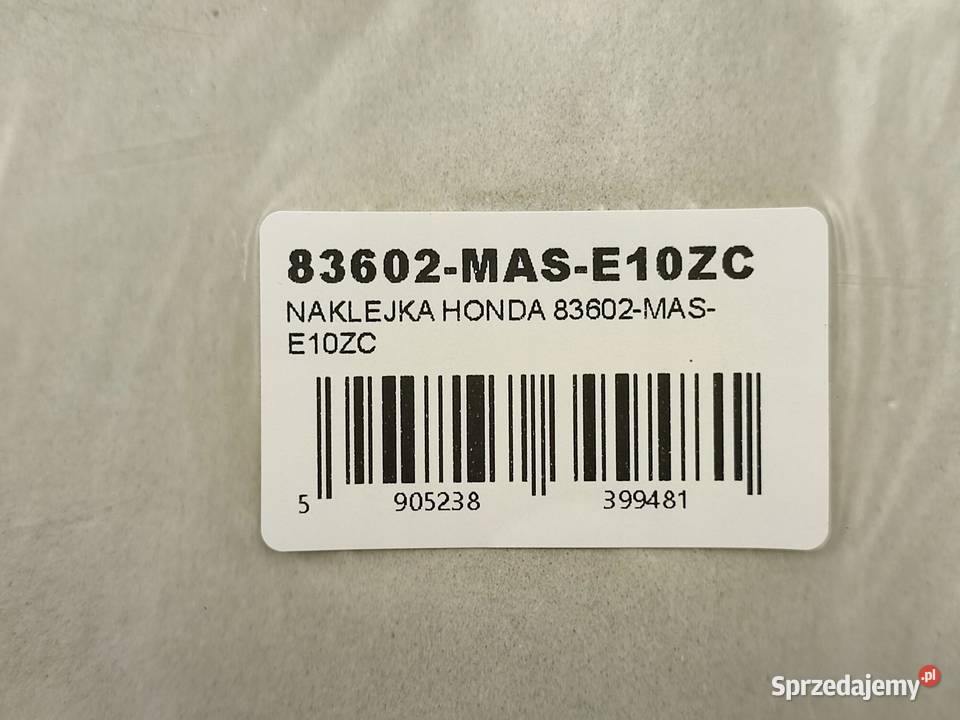 83602-MAS-E10ZC
NAKLEJKA HONDA 83602-MAS-
E10ZC
5 905238 399481
Sprzedajemy.pl